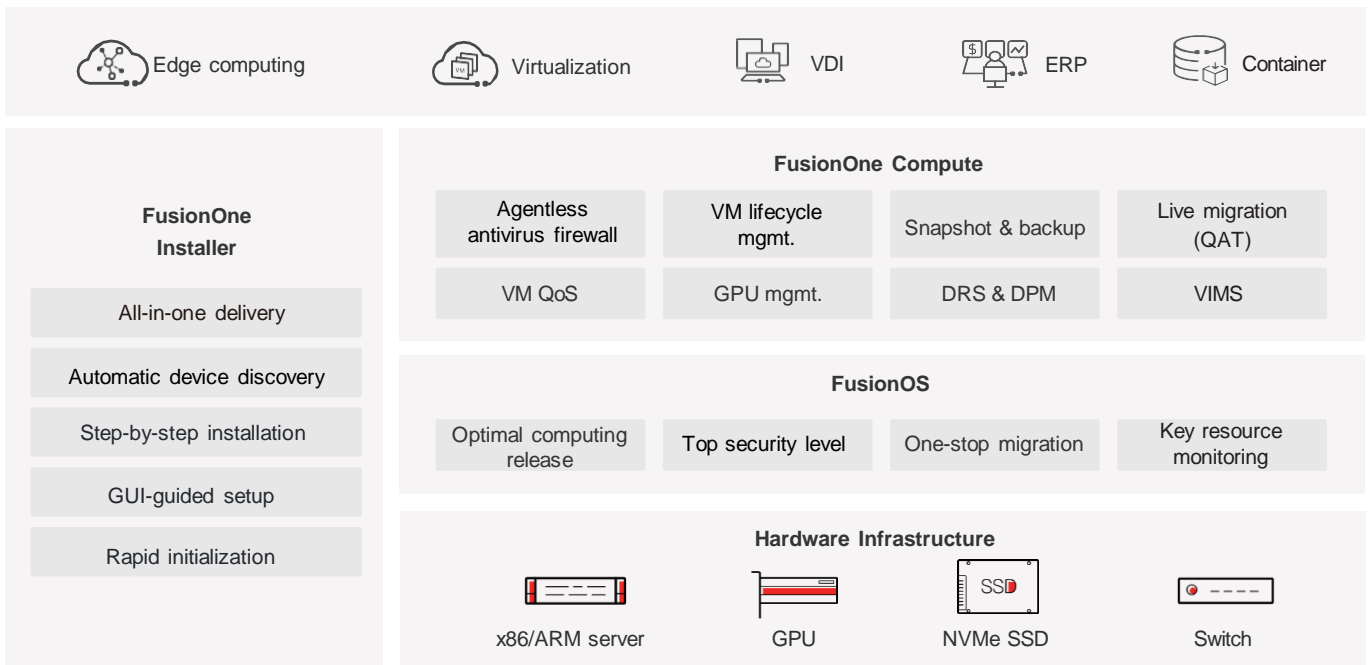 Edge computing
VM
Virtualization
VDI
$
ERP
Container
FusionOne
Installer
All-in-one delivery
Automatic device discovery
Step-by-step installation
GUI-guided setup
Rapid initialization
FusionOne Compute
Agentless
antivirus firewall
VM lifecycle
mgmt.
Snapshot & backup
Live migration
(QAT)
VM QoS
GPU mgmt.
DRS & DPM
VIMS
FusionOS
Optimal computing
release
Top security level
One-stop migration
Key resource
monitoring
Hardware Infrastructure
SSD
x86/ARM server
GPU
NVMe SSD
Switch